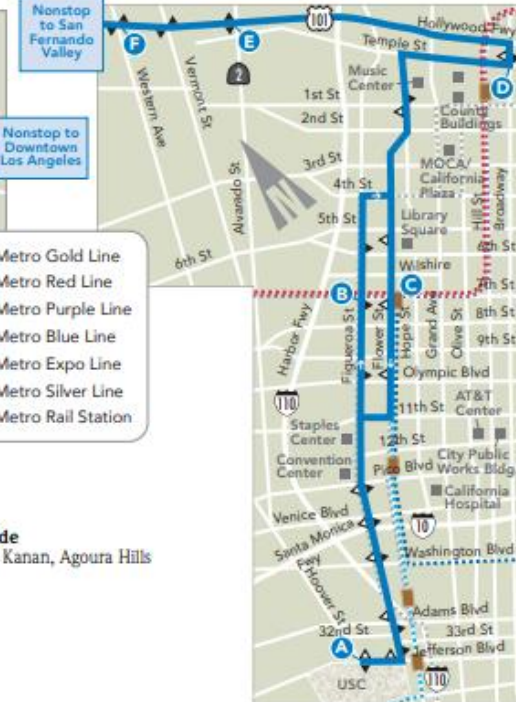 Nonstop
to San
Fernando
Valley
101
Hollywood Fwy
Temple St
F
E
D
2
Music
Center
County
Buildings
Western Ave
Vermont St
Alvarado St
1st St
2nd St
3rd St
4th St
5th St
6th St
N
Nonstop to
Downtown
Los Angeles
MOCA/
California
Plaza
Hill St
Broadway
Library
Square
6th St
Wilshire
Metro Gold Line
Metro Red Line
Metro Purple Line
Metro Blue Line
Metro Expo Line
Metro Silver Line
Metro Rail Station
B
C
7th St
8th St
9th St
Harbor Fwy
Figueroa St
Flower St
Hope St
Grand Ave
Olive St
Olympic Blvd
110
11th St
AT&T
Center
Staples
Center
12th St
Convention
Center
Pico Blvd
City Public
Works Bldg
California
Hospital
Venice Blvd
10
Santa Monica
Fwy
Washington Blvd
Hoover St
Kanan, Agoura Hills
Adams Blvd
32nd St
33rd St
A
Jefferson Blvd
USC
110